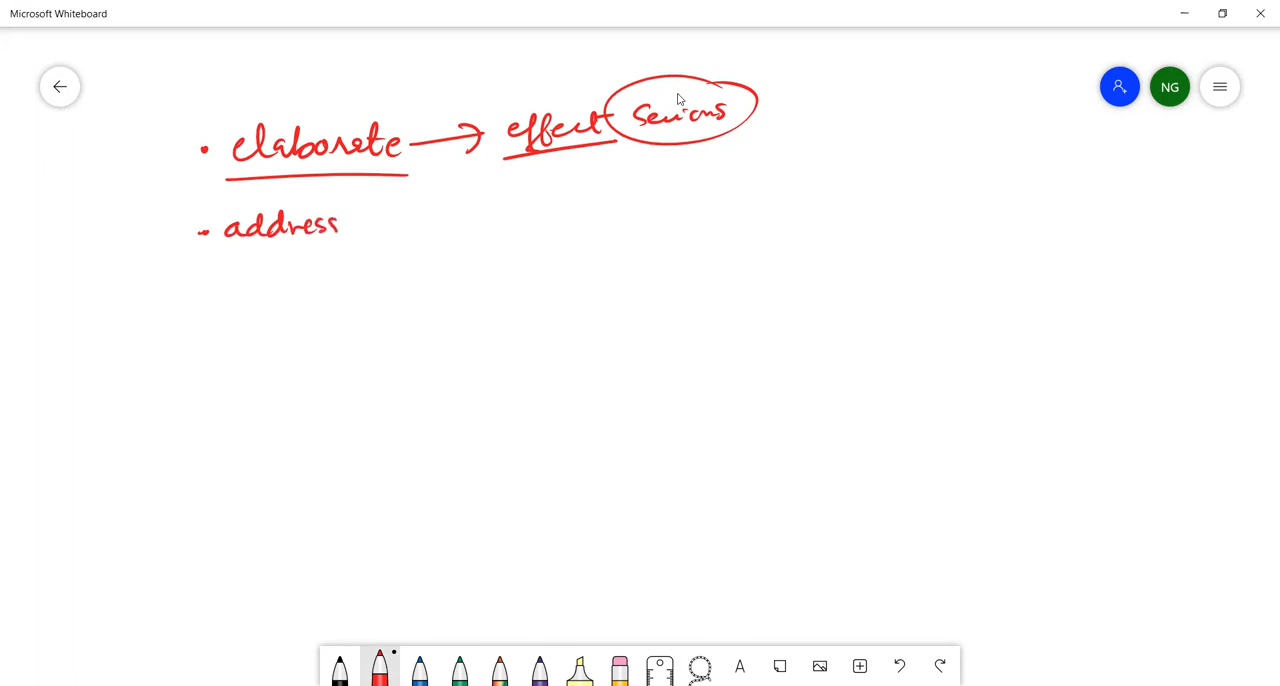 Microsoft Whiteboard
NG
• elaborate → effect serious
• address
A